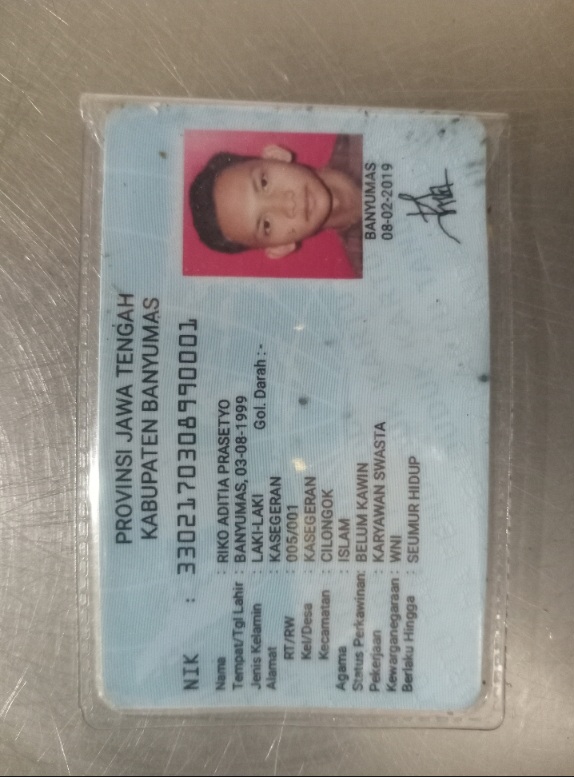 PROVINSI JAWA TENGAH
KABUPATEN BANYUMAS
NIK : 3302170308990001
Nama : RIKO ADITIA PRASETYO
Tempat/Tgl Lahir : BANYUMAS, 03-08-1999
Jenis Kelamin : LAKI-LAKI Gol. Darah :-
Alamat : KASEGERAN
RT/RW : 005/001
Kel/Desa : KASEGERAN
Kecamatan : CILONGOK
Agama : ISLAM
Status Perkawinan: BELUM KAWIN
Pekerjaan : KARYAWAN SWASTA
Kewarganegaraan : WNI
Berlaku Hingga : SEUMUR HIDUP
BANYUMAS
08-02-2019